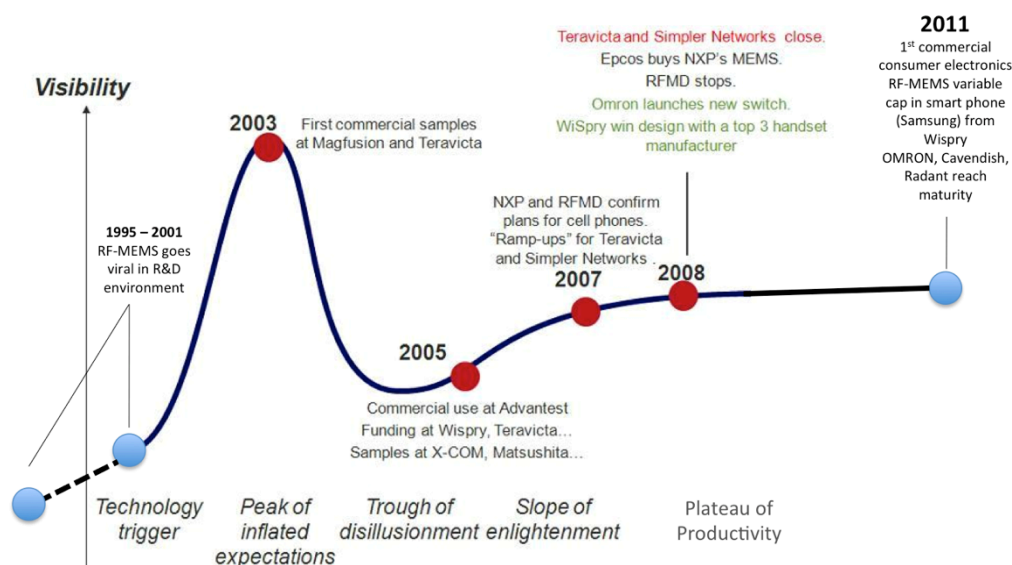 Visibility
1995 – 2001
RF-MEMS goes
viral in R&D
environment
2003
First commercial samples
at Magfusion and Teravicta
2005
Commercial use at Advantest
Funding at Wispry, Teravicta…
Samples at X-COM, Matsushita…
NXP and RFMD confirm
plans for cell phones.
“Ramp-ups” for Teravicta
and Simpler Networks .
2007
Teravicta and Simpler Networks close.
Epcos buys NXP's MEMS.
RFMD stops.
Omron launches new switch.
WiSpry win design with a top 3 handset
manufacturer
2008
2011
1st commercial
consumer electronics
RF-MEMS variable
cap in smart phone
(Samsung) from
Wispry
OMRON, Cavendish,
Radant reach
maturity
Technology
trigger
Peak of
inflated
expectations
Trough of
disillusionment
Slope of
enlightenment
Plateau of
Productivity